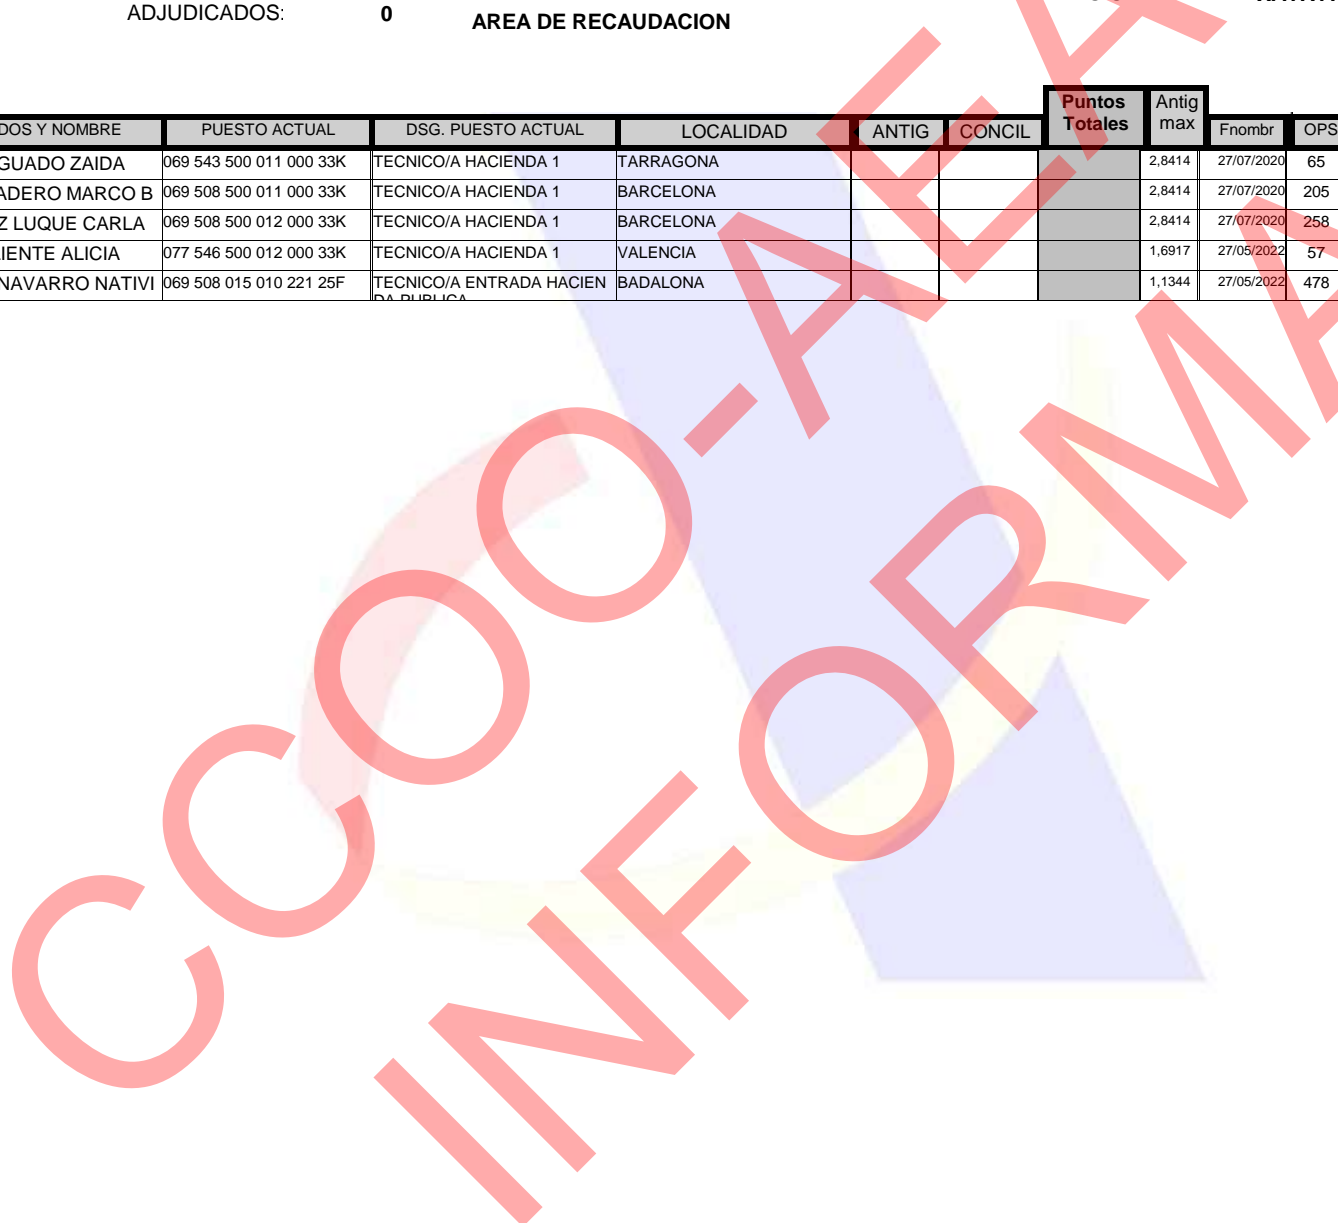 ADJUDICADOS: 0 AREA DE RECAUDACION
Puntos Totales Antig max
DOS Y NOMBRE PUESTO ACTUAL DSG. PUESTO ACTUAL LOCALIDAD ANTIG CONCIL Fnombr OPS
GUADO ZAIDA 069 543 500 011 000 33K TECNICO/A HACIENDA 1 TARRAGONA 2,8414 27/07/2020 65
ADERO MARCO B 069 508 500 011 000 33K TECNICO/A HACIENDA 1 BARCELONA 2,8414 27/07/2020 205
Z LUQUE CARLA 069 508 500 012 000 33K TECNICO/A HACIENDA 1 BARCELONA 2,8414 27/07/2020 258
IENTE ALICIA 077 546 500 012 000 33K TECNICO/A HACIENDA 1 VALENCIA 1,6917 27/05/2022 57
NAVARRO NATIVI 069 508 015 010 221 25F TECNICO/A ENTRADA HACIEN BADALONA 1,1344 27/05/2022 478
DA PUBLICA
CCOO-AEA
INFORMA